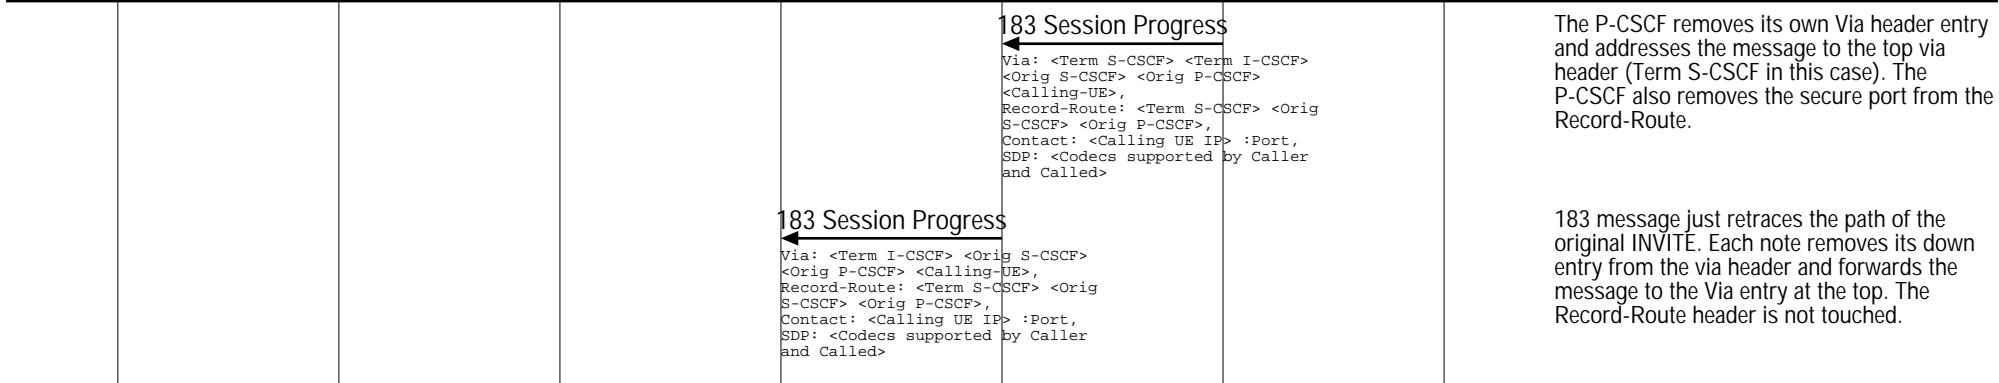 183 Session Progress
Via: <Term S-CSCF> <Term I-CSCF>
<Orig S-CSCF> <Orig P-CSCF>
<Calling-UE>,
Record-Route: <Term S-CSCF> <Orig
S-CSCF> <Orig P-CSCF>,
Contact: <Calling UE IP> :Port,
SDP: <Codecs supported by Caller
and Called>
The P-CSCF removes its own Via header entry
and addresses the message to the top via
header (Term S-CSCF in this case). The
P-CSCF also removes the secure port from the
Record-Route.
183 Session Progress
Via: <Term I-CSCF> <Orig S-CSCF>
<Orig P-CSCF> <Calling-UE>,
Record-Route: <Term S-CSCF> <Orig
S-CSCF> <Orig P-CSCF>,
Contact: <Calling UE IP> :Port,
SDP: <Codecs supported by Caller
and Called>
183 message just retraces the path of the
original INVITE. Each note removes its down
entry from the via header and forwards the
message to the Via entry at the top. The
Record-Route header is not touched.